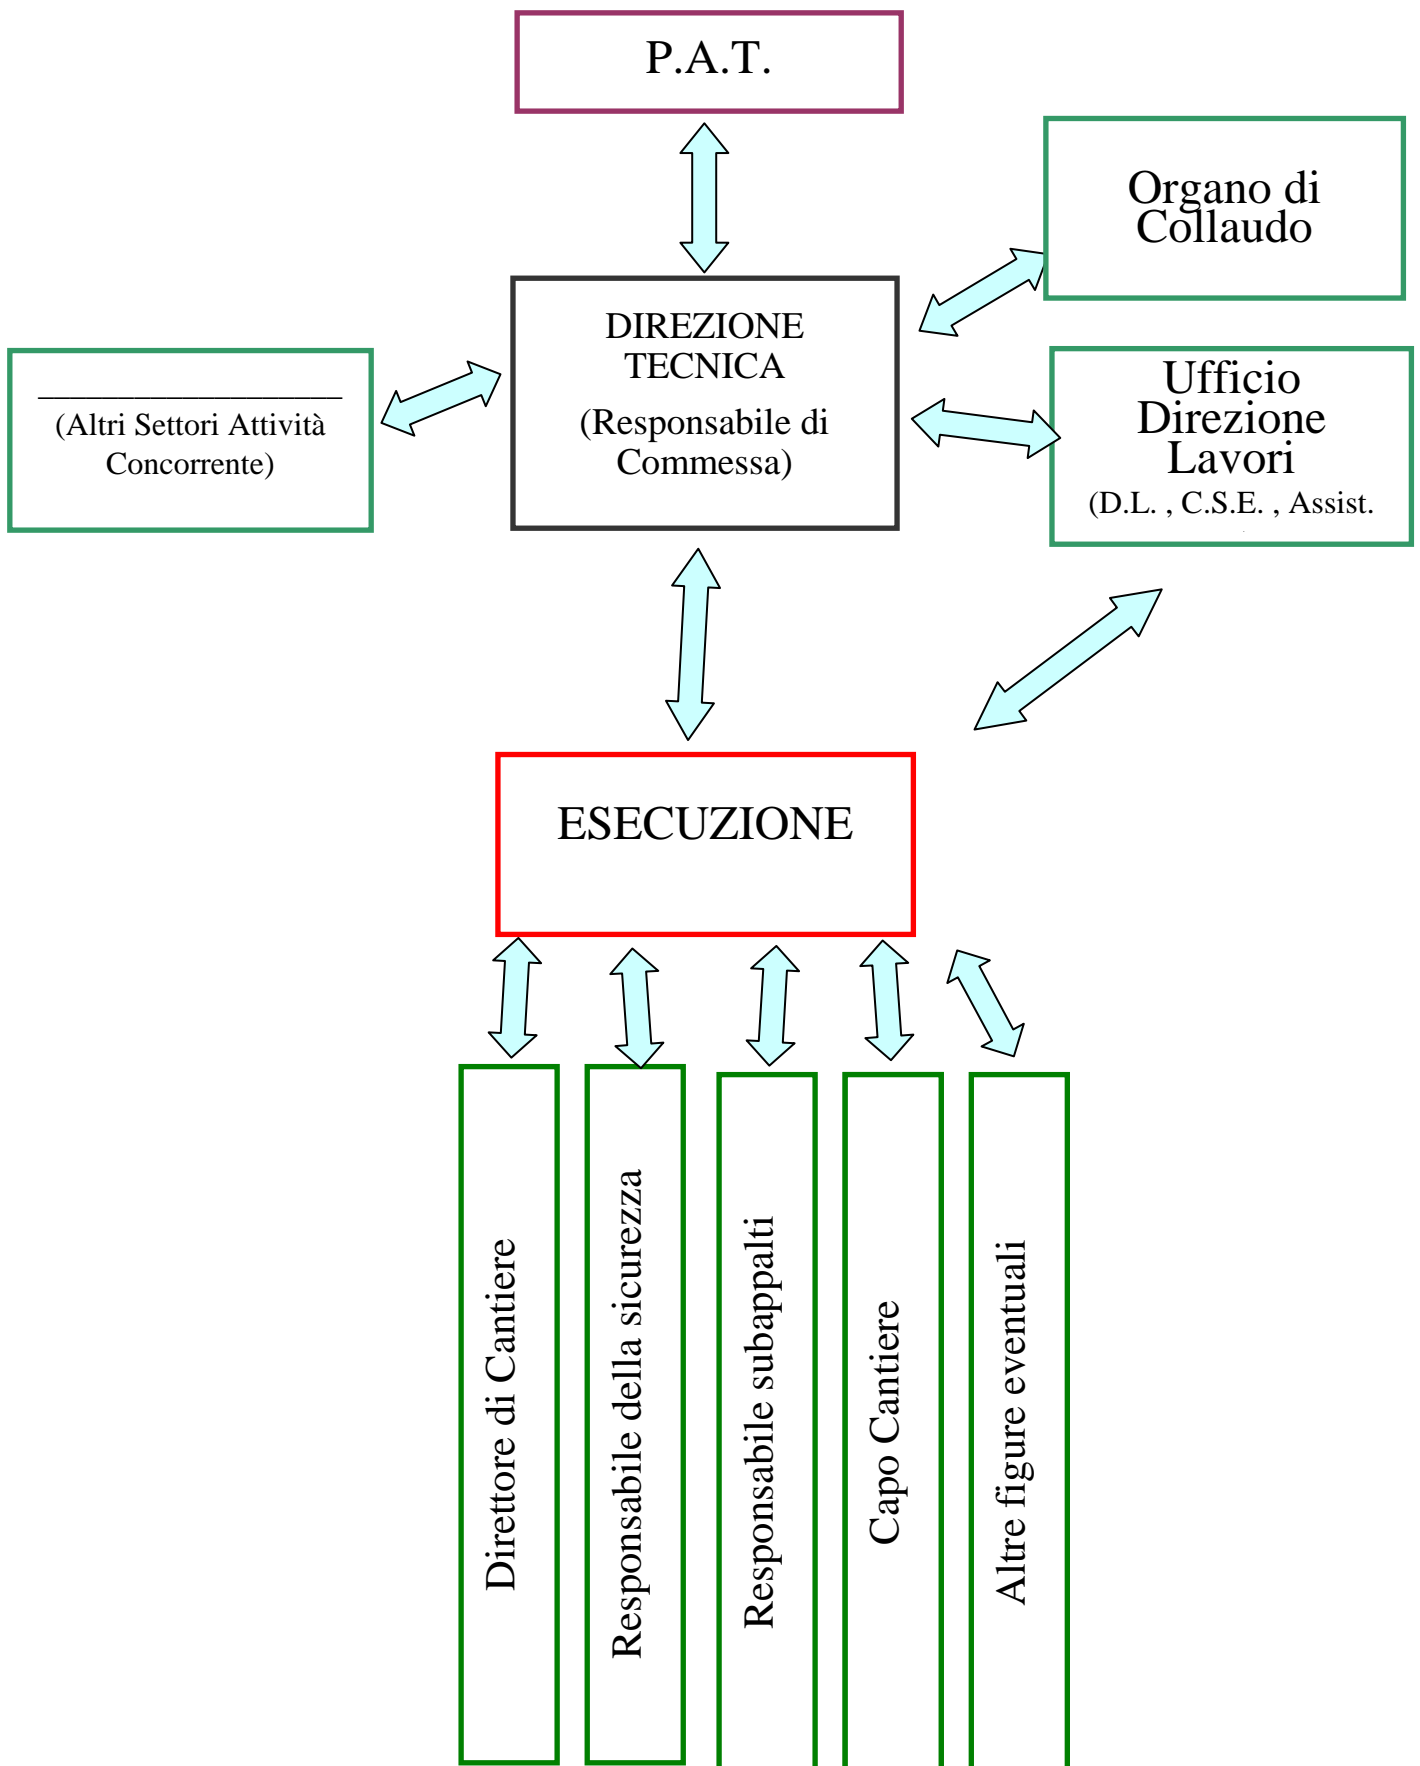 P.A.T.
Organo di
Collaudo
DIREZIONE
TECNICA
(Responsabile di
Commessa)
___________________
(Altri Settori Attività
Concorrente)
Ufficio
Direzione
Lavori
(D.L. , C.S.E. , Assist.
ESECUZIONE
Direttore di Cantiere
Responsabile della sicurezza
Responsabile subappalti
Capo Cantiere
Altre figure eventuali